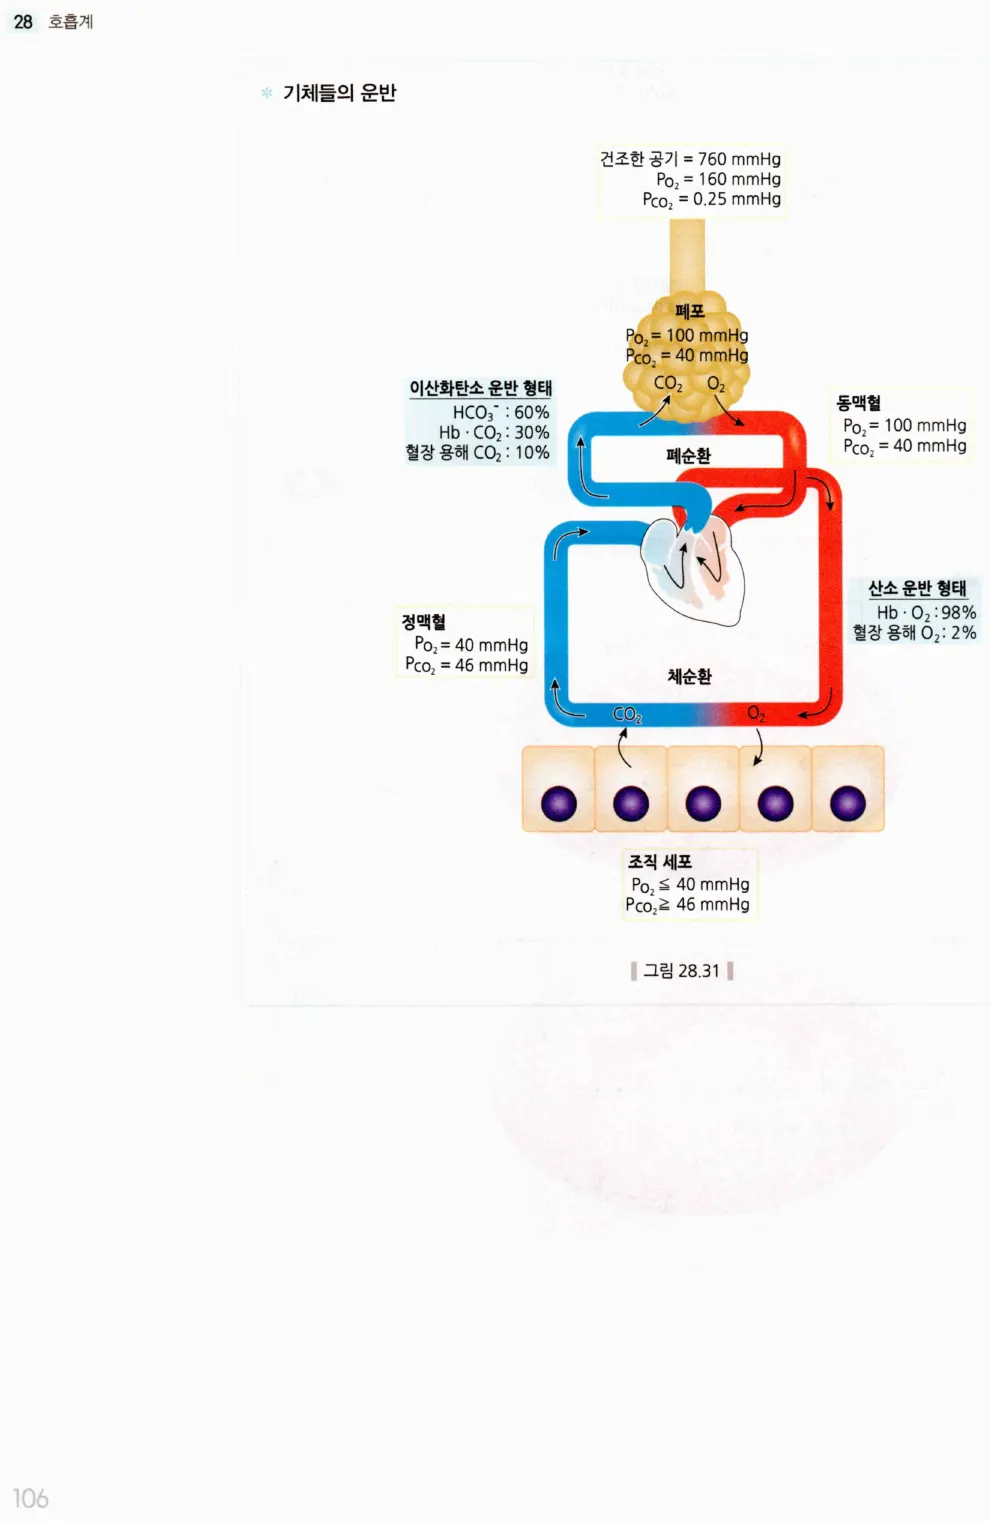 28 호흡계
* 기체들의 운반
건조한 공기 = 760 mmHg
Po₂ = 160 mmHg
Pco₂ = 0.25 mmHg
폐포
Po₂ = 100 mmHg
Pco₂ = 40 mmHg
CO₂ O₂
이산화탄소 운반 형태
HCO₃⁻ : 60%
Hb · CO₂ : 30%
혈장 용해 CO₂ : 10%
동맥혈
Po₂ = 100 mmHg
Pco₂ = 40 mmHg
폐순환
산소 운반 형태
Hb · O₂ : 98%
혈장 용해 O₂ : 2%
정맥혈
Po₂ = 40 mmHg
Pco₂ = 46 mmHg
체순환
CO₂ O₂
조직 세포
Po₂ ≦ 40 mmHg
Pco₂ ≧ 46 mmHg
그림 28.31
106